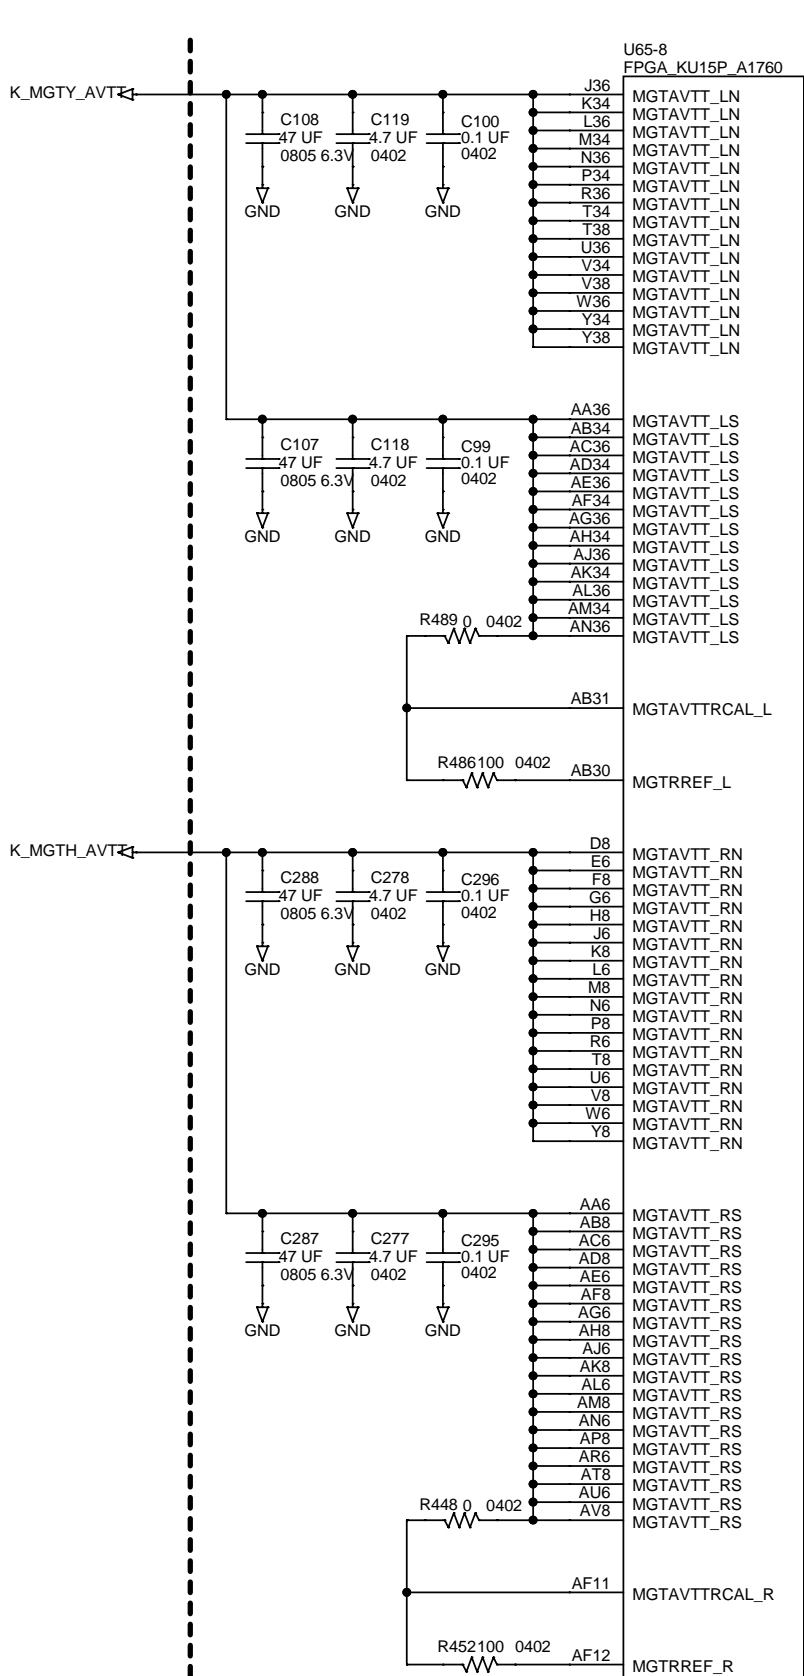 U65-8
FPGA_KU15P_A1760
K_MGTY_AVTT
J36 MGTAVTT_LN
K34 MGTAVTT_LN
L36 MGTAVTT_LN
M34 MGTAVTT_LN
N36 MGTAVTT_LN
P34 MGTAVTT_LN
R36 MGTAVTT_LN
T34 MGTAVTT_LN
T38 MGTAVTT_LN
U36 MGTAVTT_LN
V34 MGTAVTT_LN
V38 MGTAVTT_LN
W36 MGTAVTT_LN
Y34 MGTAVTT_LN
Y38 MGTAVTT_LN
C108 C119 C100
47 UF 4.7 UF 0.1 UF
0805 6.3V 0402 0402
GND GND GND
AA36 MGTAVTT_LS
AB34 MGTAVTT_LS
AC36 MGTAVTT_LS
AD34 MGTAVTT_LS
AE36 MGTAVTT_LS
AF34 MGTAVTT_LS
AG36 MGTAVTT_LS
AH34 MGTAVTT_LS
AJ36 MGTAVTT_LS
AK34 MGTAVTT_LS
AL36 MGTAVTT_LS
AM34 MGTAVTT_LS
AN36 MGTAVTT_LS
C107 C118 C99
47 UF 4.7 UF 0.1 UF
0805 6.3V 0402 0402
GND GND GND
R489 0 0402
AB31 MGTAVTTRCAL_L
R486 100 0402
AB30 MGTRREF_L
K_MGTH_AVTT
D8 MGTAVTT_RN
E6 MGTAVTT_RN
F8 MGTAVTT_RN
G6 MGTAVTT_RN
H8 MGTAVTT_RN
J6 MGTAVTT_RN
K8 MGTAVTT_RN
L6 MGTAVTT_RN
M8 MGTAVTT_RN
N6 MGTAVTT_RN
P8 MGTAVTT_RN
R6 MGTAVTT_RN
T8 MGTAVTT_RN
U6 MGTAVTT_RN
V8 MGTAVTT_RN
W6 MGTAVTT_RN
Y8 MGTAVTT_RN
C288 C278 C296
47 UF 4.7 UF 0.1 UF
0805 6.3V 0402 0402
GND GND GND
AA6 MGTAVTT_RS
AB8 MGTAVTT_RS
AC6 MGTAVTT_RS
AD8 MGTAVTT_RS
AE6 MGTAVTT_RS
AF8 MGTAVTT_RS
AG6 MGTAVTT_RS
AH8 MGTAVTT_RS
AJ6 MGTAVTT_RS
AK8 MGTAVTT_RS
AL6 MGTAVTT_RS
AM8 MGTAVTT_RS
AN6 MGTAVTT_RS
AP8 MGTAVTT_RS
AR6 MGTAVTT_RS
AT8 MGTAVTT_RS
AU6 MGTAVTT_RS
AV8 MGTAVTT_RS
C287 C277 C295
47 UF 4.7 UF 0.1 UF
0805 6.3V 0402 0402
GND GND GND
R448 0 0402
AF11 MGTAVTTRCAL_R
R452 100 0402
AF12 MGTRREF_R